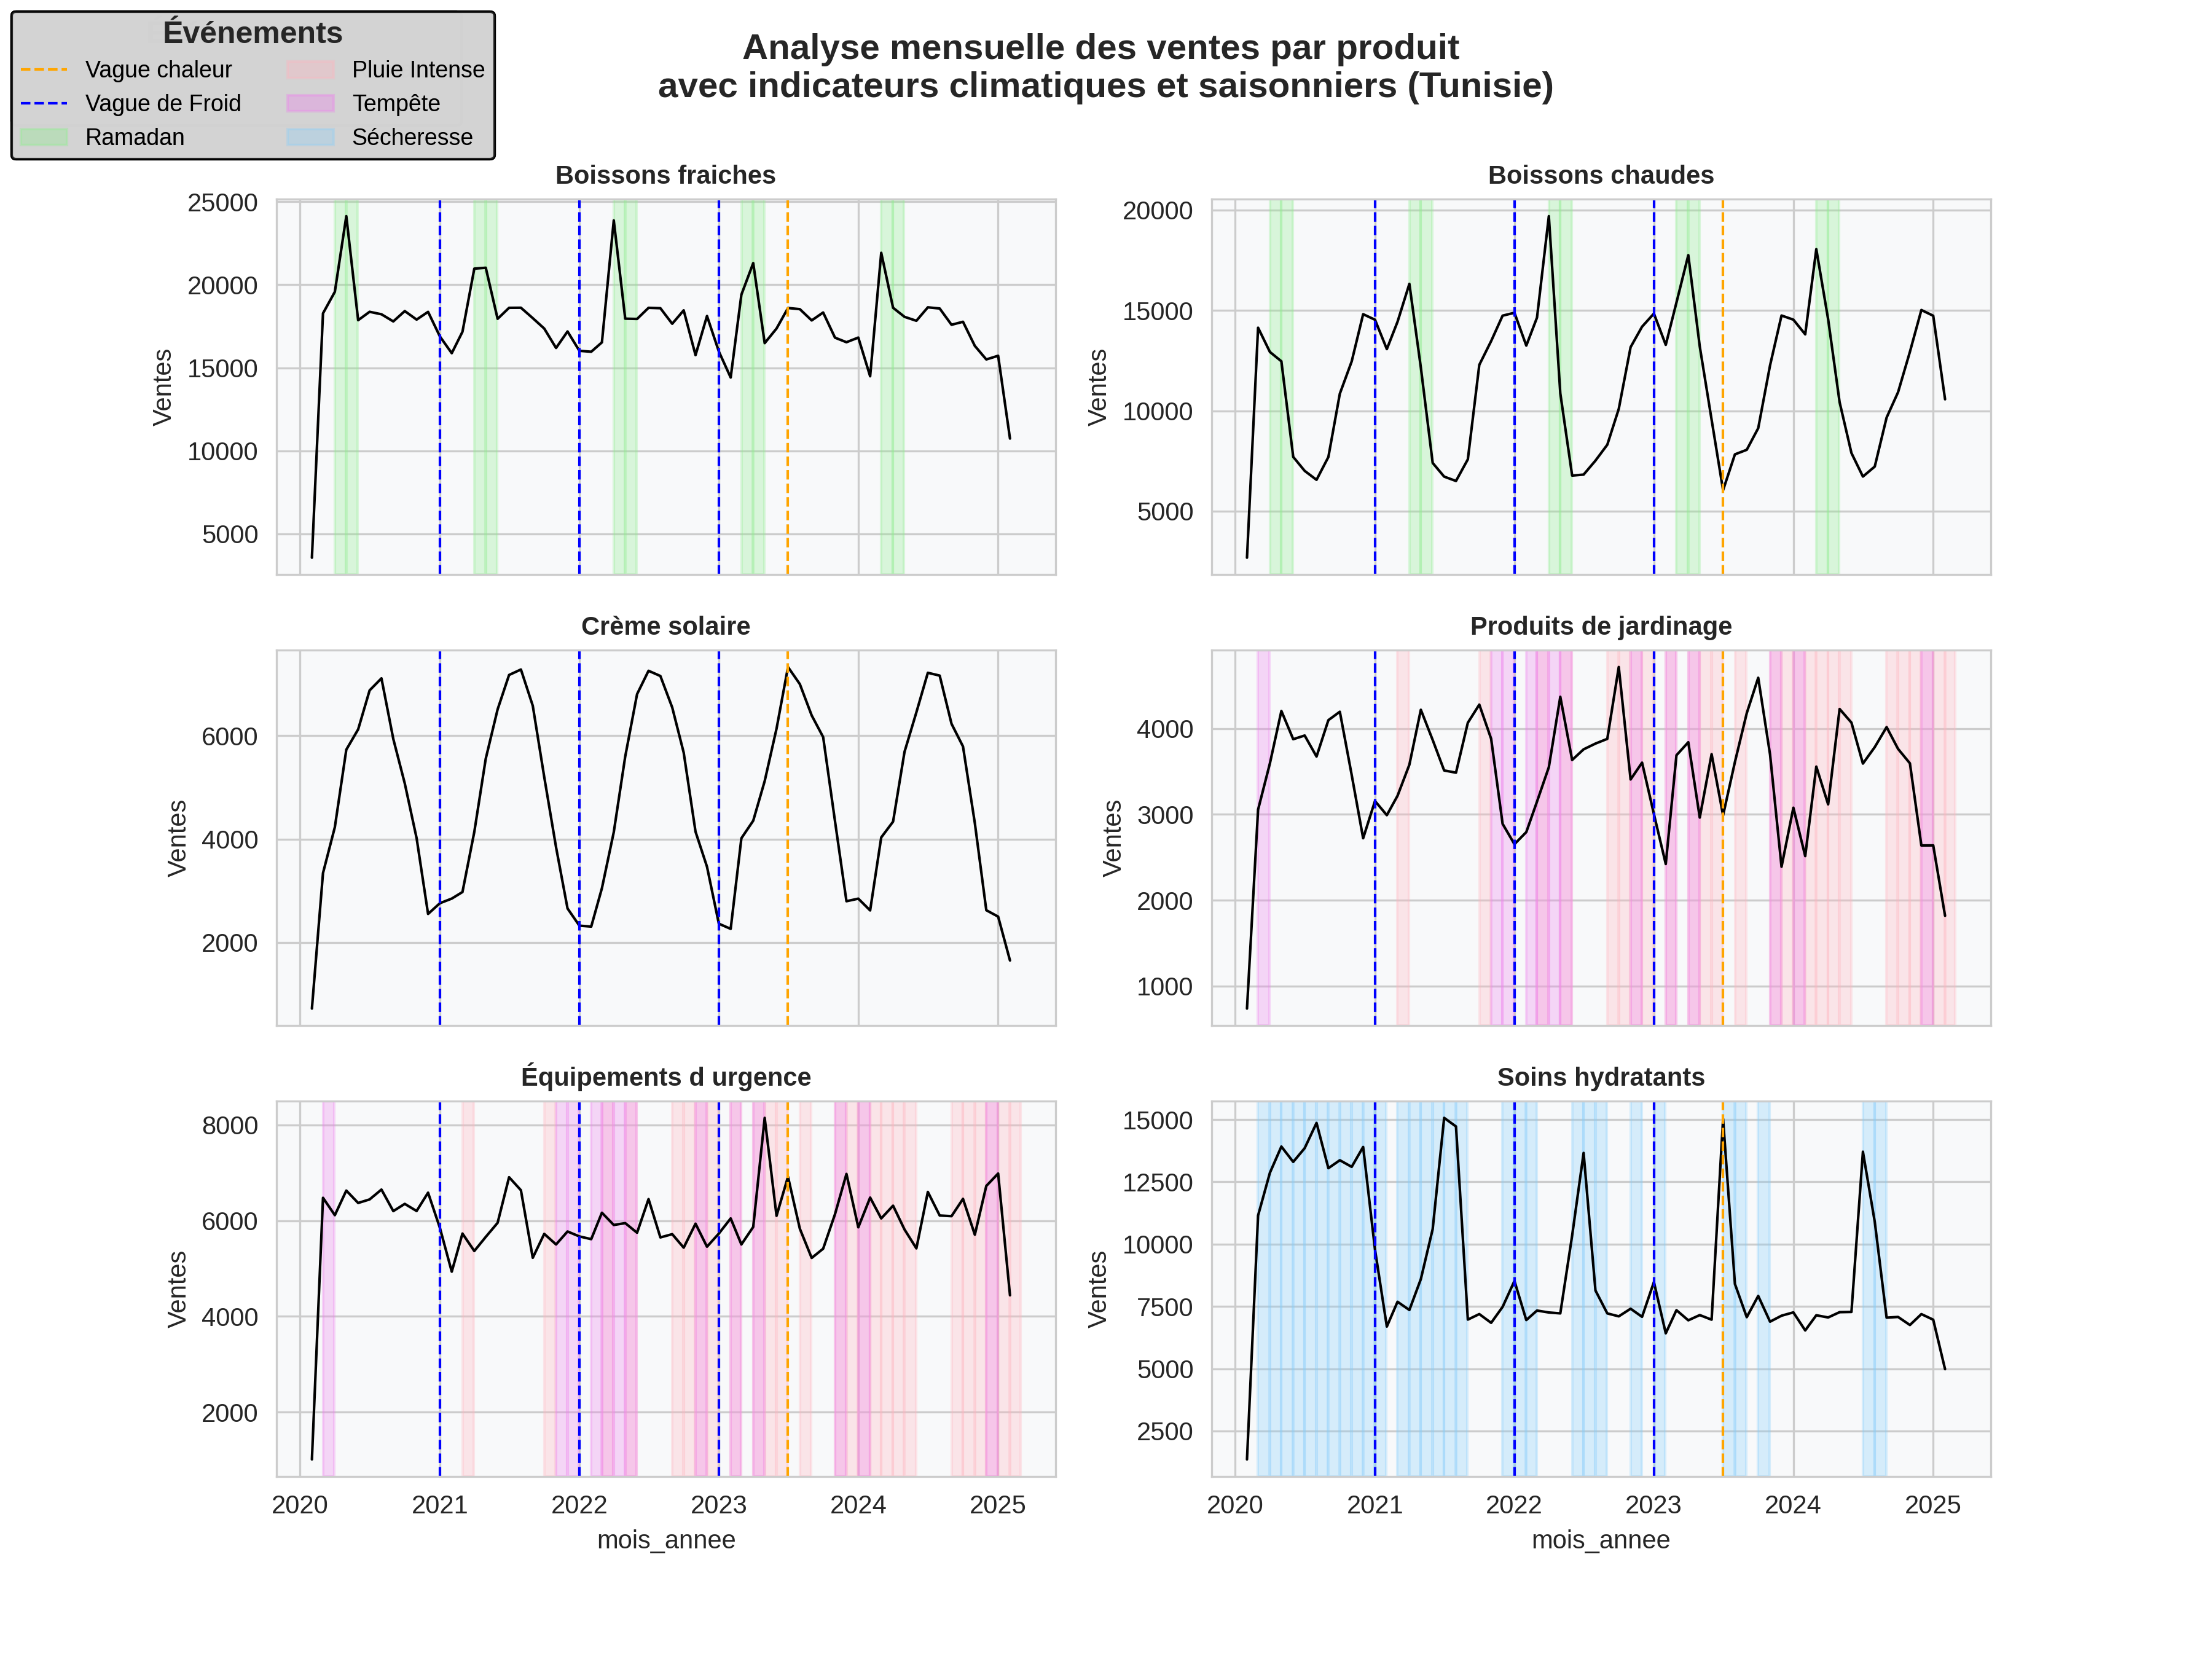 Événements
Vague chaleur
Vague de Froid
Ramadan
Pluie Intense
Tempête
Sécheresse
Analyse mensuelle des ventes par produit
avec indicateurs climatiques et saisonniers (Tunisie)
Boissons fraiches
25000
20000
15000
10000
5000
Ventes
Boissons chaudes
20000
15000
10000
5000
Ventes
Crème solaire
6000
4000
2000
Ventes
Produits de jardinage
4000
3000
2000
1000
Ventes
Équipements d urgence
8000
6000
4000
2000
Ventes
2020 2021 2022 2023 2024 2025
mois_annee
Soins hydratants
15000
12500
10000
7500
5000
2500
Ventes
2020 2021 2022 2023 2024 2025
mois_annee